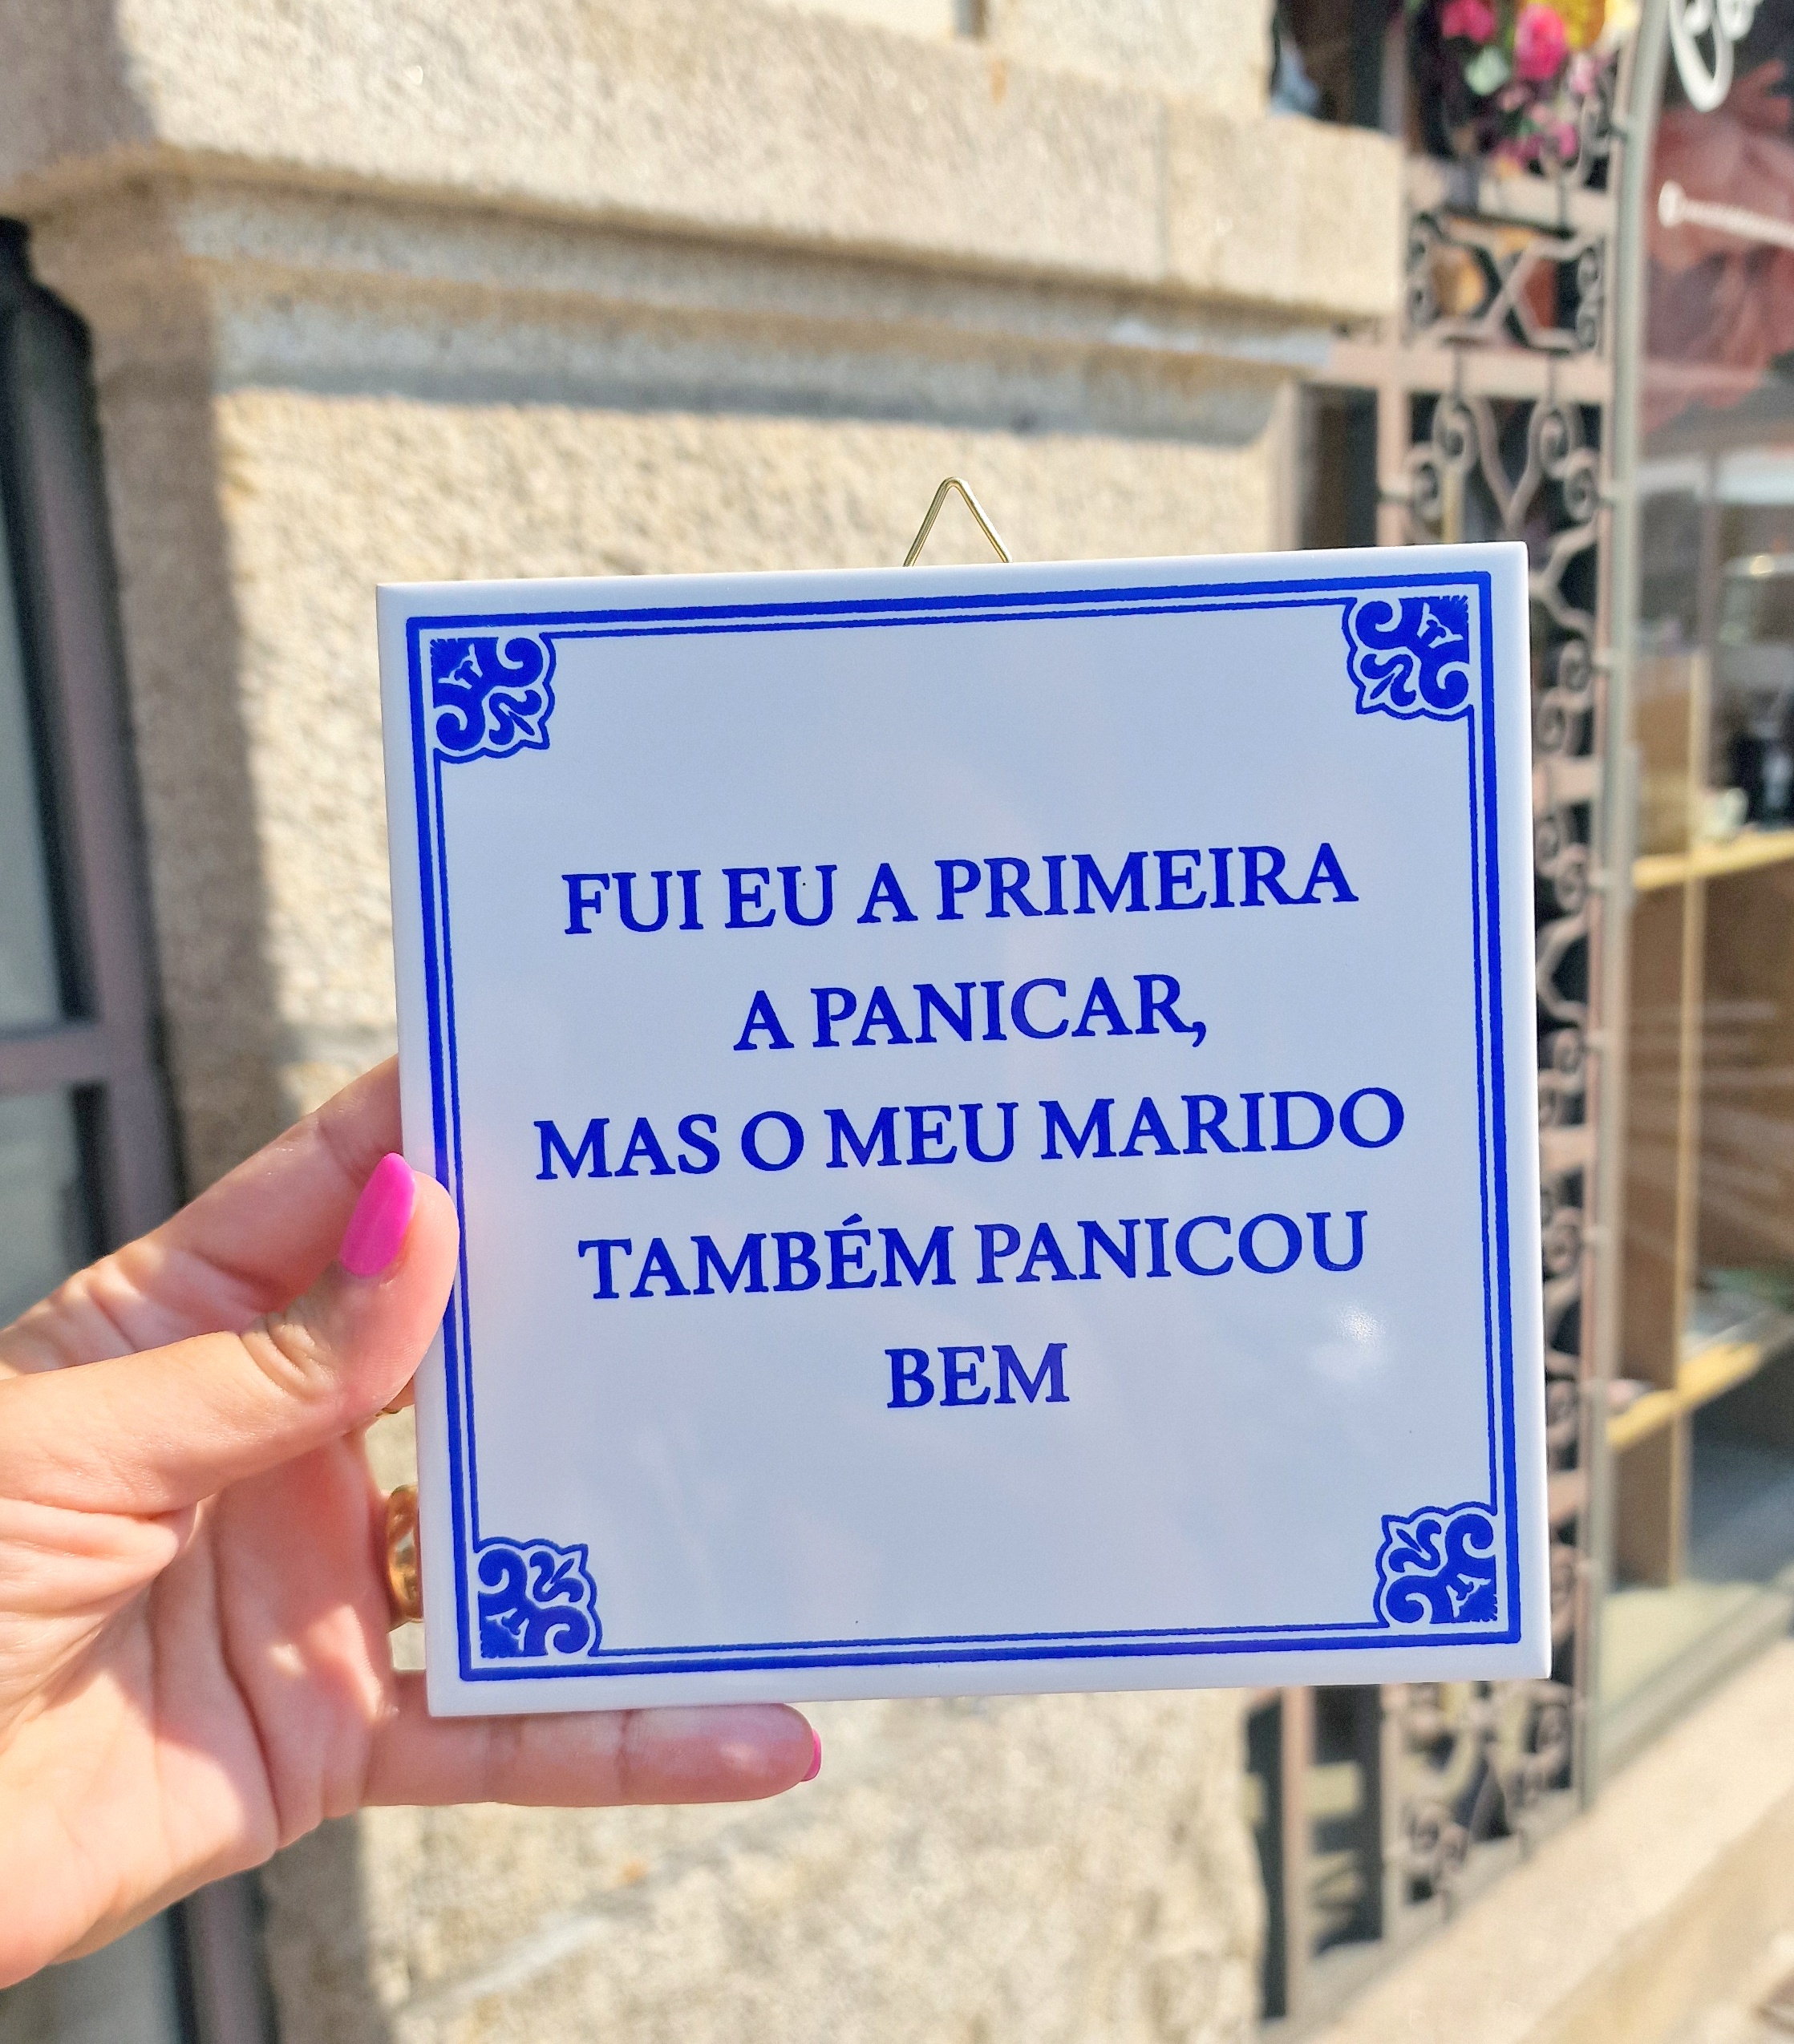 FUI EU A PRIMEIRA
A PANICAR,
MAS O MEU MARIDO
TAMBÉM PANICOU
BEM